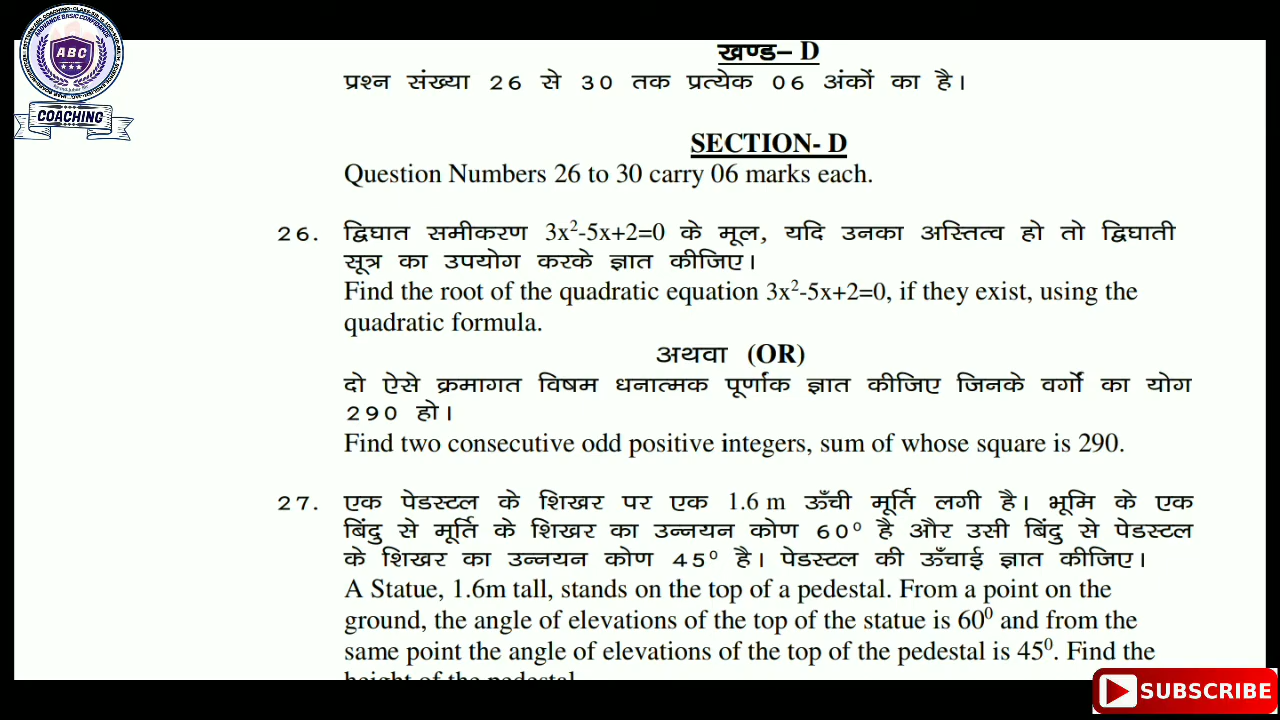 ABC
COACHING
खण्ड– D
प्रश्न संख्या 26 से 30 तक प्रत्येक 06 अंकों का है।
SECTION- D
Question Numbers 26 to 30 carry 06 marks each.
26. द्विघात समीकरण 3x²-5x+2=0 के मूल, यदि उनका अस्तित्व हो तो द्विघाती
सूत्र का उपयोग करके ज्ञात कीजिए।
Find the root of the quadratic equation 3x²-5x+2=0, if they exist, using the
quadratic formula.
अथवा (OR)
दो ऐसे क्रमागत विषम धनात्मक पूर्णांक ज्ञात कीजिए जिनके वर्गों का योग
290 हो।
Find two consecutive odd positive integers, sum of whose square is 290.
27. एक पेडस्टल के शिखर पर एक 1.6 m ऊँची मूर्ति लगी है। भूमि के एक
बिंदु से मूर्ति के शिखर का उन्नयन कोण 60⁰ है और उसी बिंदु से पेडस्टल
के शिखर का उन्नयन कोण 45⁰ है। पेडस्टल की ऊँचाई ज्ञात कीजिए।
A Statue, 1.6m tall, stands on the top of a pedestal. From a point on the
ground, the angle of elevations of the top of the statue is 60⁰ and from the
same point the angle of elevations of the top of the pedestal is 45⁰. Find the
height of the pedestal
SUBSCRIBE